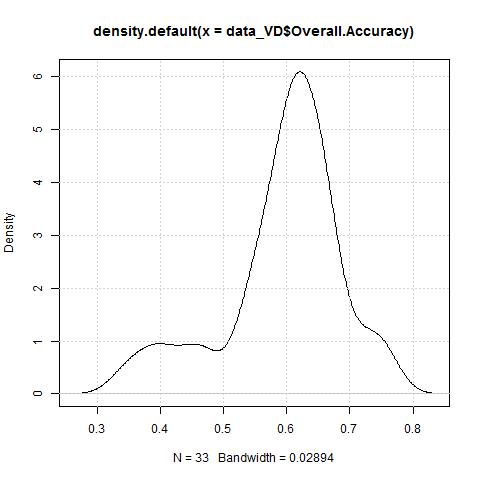 density.default(x = data_VD$Overall.Accuracy)
6
5
4
3
2
1
0
Density
0.3 0.4 0.5 0.6 0.7 0.8
N = 33 Bandwidth = 0.02894